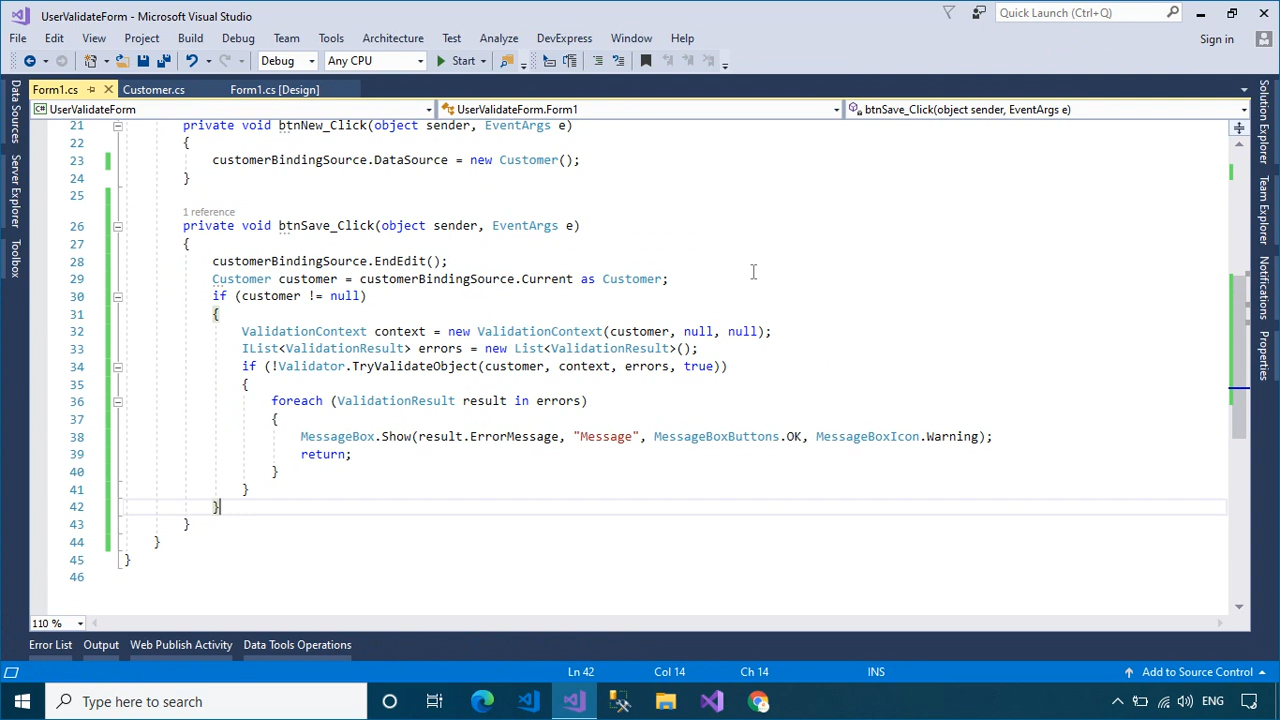 UserValidateForm - Microsoft Visual Studio
Quick Launch (Ctrl+Q)
File Edit View Project Build Debug Team Tools Architecture Test Analyze DevExpress Window Help
Sign in
Debug Any CPU Start
Form1.cs Customer.cs Form1.cs [Design]
UserValidateForm UserValidateForm.Form1 btnSave_Click(object sender, EventArgs e)
Data Sources
Server Explorer
Toolbox
21 private void btnNew_Click(object sender, EventArgs e)
22 {
23 customerBindingSource.DataSource = new Customer();
24 }
25
1 reference
26 private void btnSave_Click(object sender, EventArgs e)
27 {
28 customerBindingSource.EndEdit();
29 Customer customer = customerBindingSource.Current as Customer;
30 if (customer != null)
31 {
32 ValidationContext context = new ValidationContext(customer, null, null);
33 IList<ValidationResult> errors = new List<ValidationResult>();
34 if (!Validator.TryValidateObject(customer, context, errors, true))
35 {
36 foreach (ValidationResult result in errors)
37 {
38 MessageBox.Show(result.ErrorMessage, "Message", MessageBoxButtons.OK, MessageBoxIcon.Warning);
39 return;
40 }
41 }
42 }
43 }
44 }
45 }
46
Solution Explorer
Team Explorer
Notifications
Properties
110 %
Error List Output Web Publish Activity Data Tools Operations
Ln 42 Col 14 Ch 14 INS Add to Source Control
Type here to search
ENG